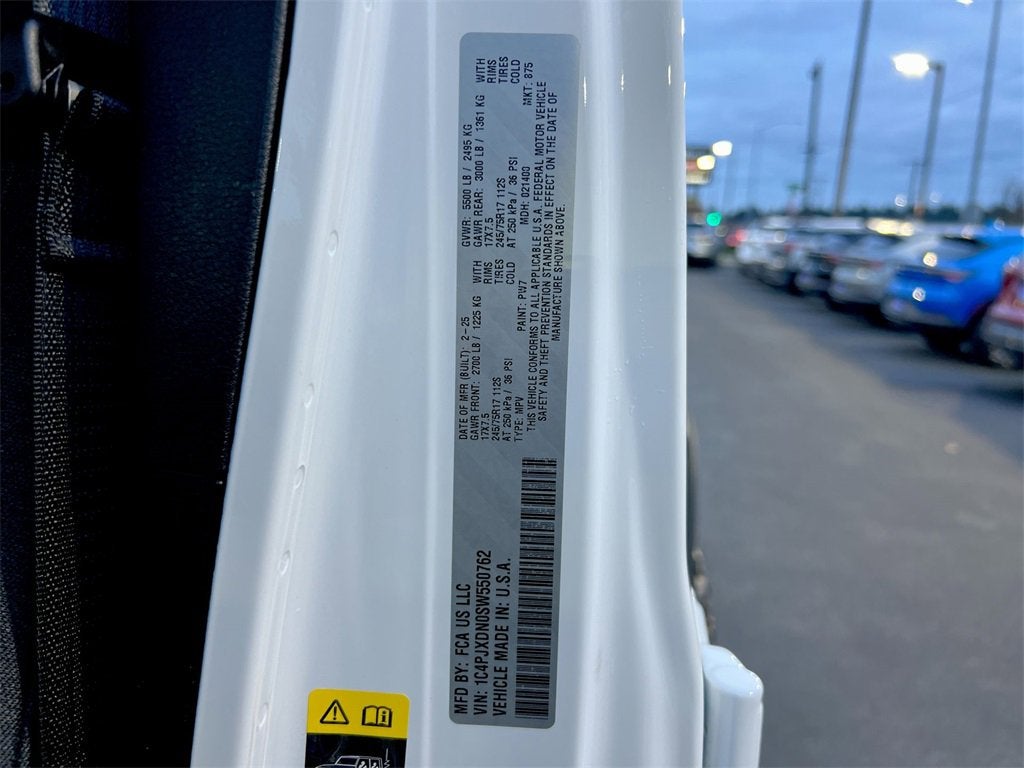 MFD BY: FCA US LLC
VIN: 1C4PJXDN0SW550762
VEHICLE MADE IN: U.S.A.
DATE OF MFR (BUILT): 2-25
GAWR FRONT: 2700 LB / 1225 KG WITH
17X7.5 RIMS
245/75R17 112S TIRES
AT 250 kPa / 36 PSI COLD
GVWR: 5500 LB / 2495 KG
GAWR REAR: 3000 LB / 1361 KG WITH
17X7.5 RIMS
245/75R17 112S TIRES
AT 250 kPa / 36 PSI COLD
TYPE: MPV PAINT: PW7 MDH: 021400 MKT: 875
THIS VEHICLE CONFORMS TO ALL APPLICABLE U.S.A. FEDERAL MOTOR VEHICLE
SAFETY AND THEFT PREVENTION STANDARDS IN EFFECT ON THE DATE OF
MANUFACTURE SHOWN ABOVE.